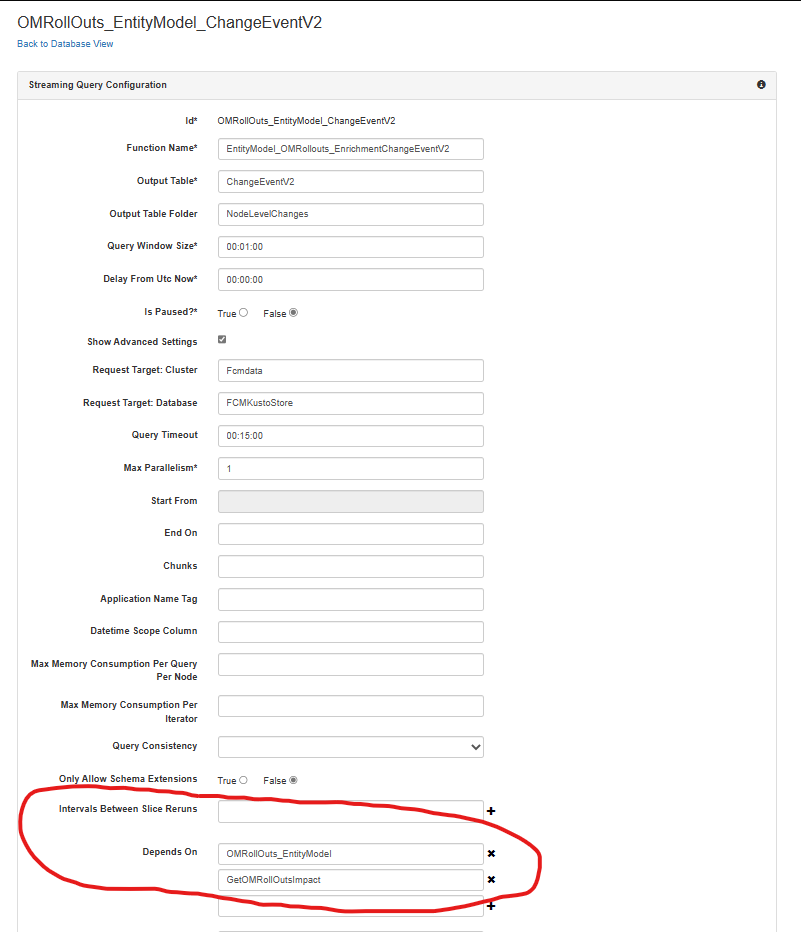 OMRollOuts_EntityModel_ChangeEventV2
Back to Database View
Streaming Query Configuration
Id* OMRollOuts_EntityModel_ChangeEventV2
Function Name* EntityModel_OMRollouts_EnrichmentChangeEventV2
Output Table* ChangeEventV2
Output Table Folder NodeLevelChanges
Query Window Size* 00:01:00
Delay From Utc Now* 00:00:00
Is Paused?* True False
Show Advanced Settings
Request Target: Cluster Fcmdata
Request Target: Database FCMKustoStore
Query Timeout 00:15:00
Max Parallelism* 1
Start From
End On
Chunks
Application Name Tag
Datetime Scope Column
Max Memory Consumption Per Query
Per Node
Max Memory Consumption Per
Iterator
Query Consistency
Only Allow Schema Extensions True False
Intervals Between Slice Reruns
Depends On OMRollOuts_EntityModel
GetOMRollOutsImpact